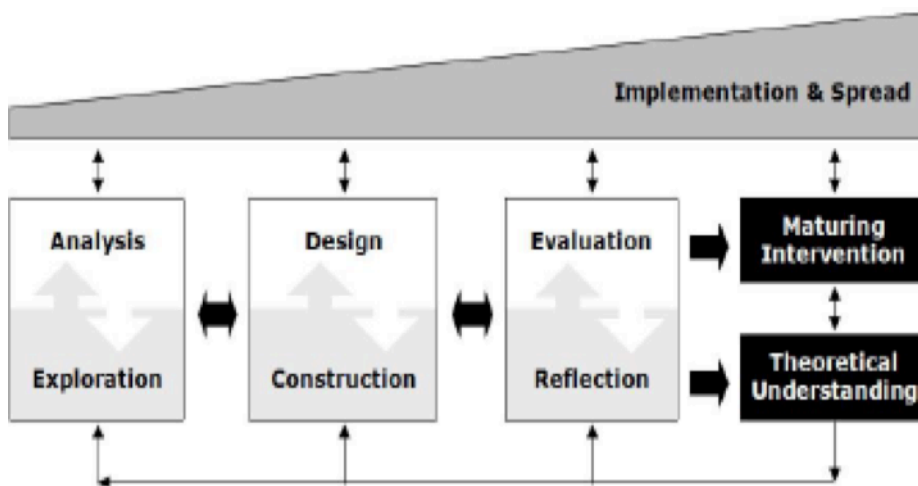 Implementation & Spread
Analysis
Exploration
Design
Construction
Evaluation
Reflection
Maturing
Intervention
Theoretical
Understanding